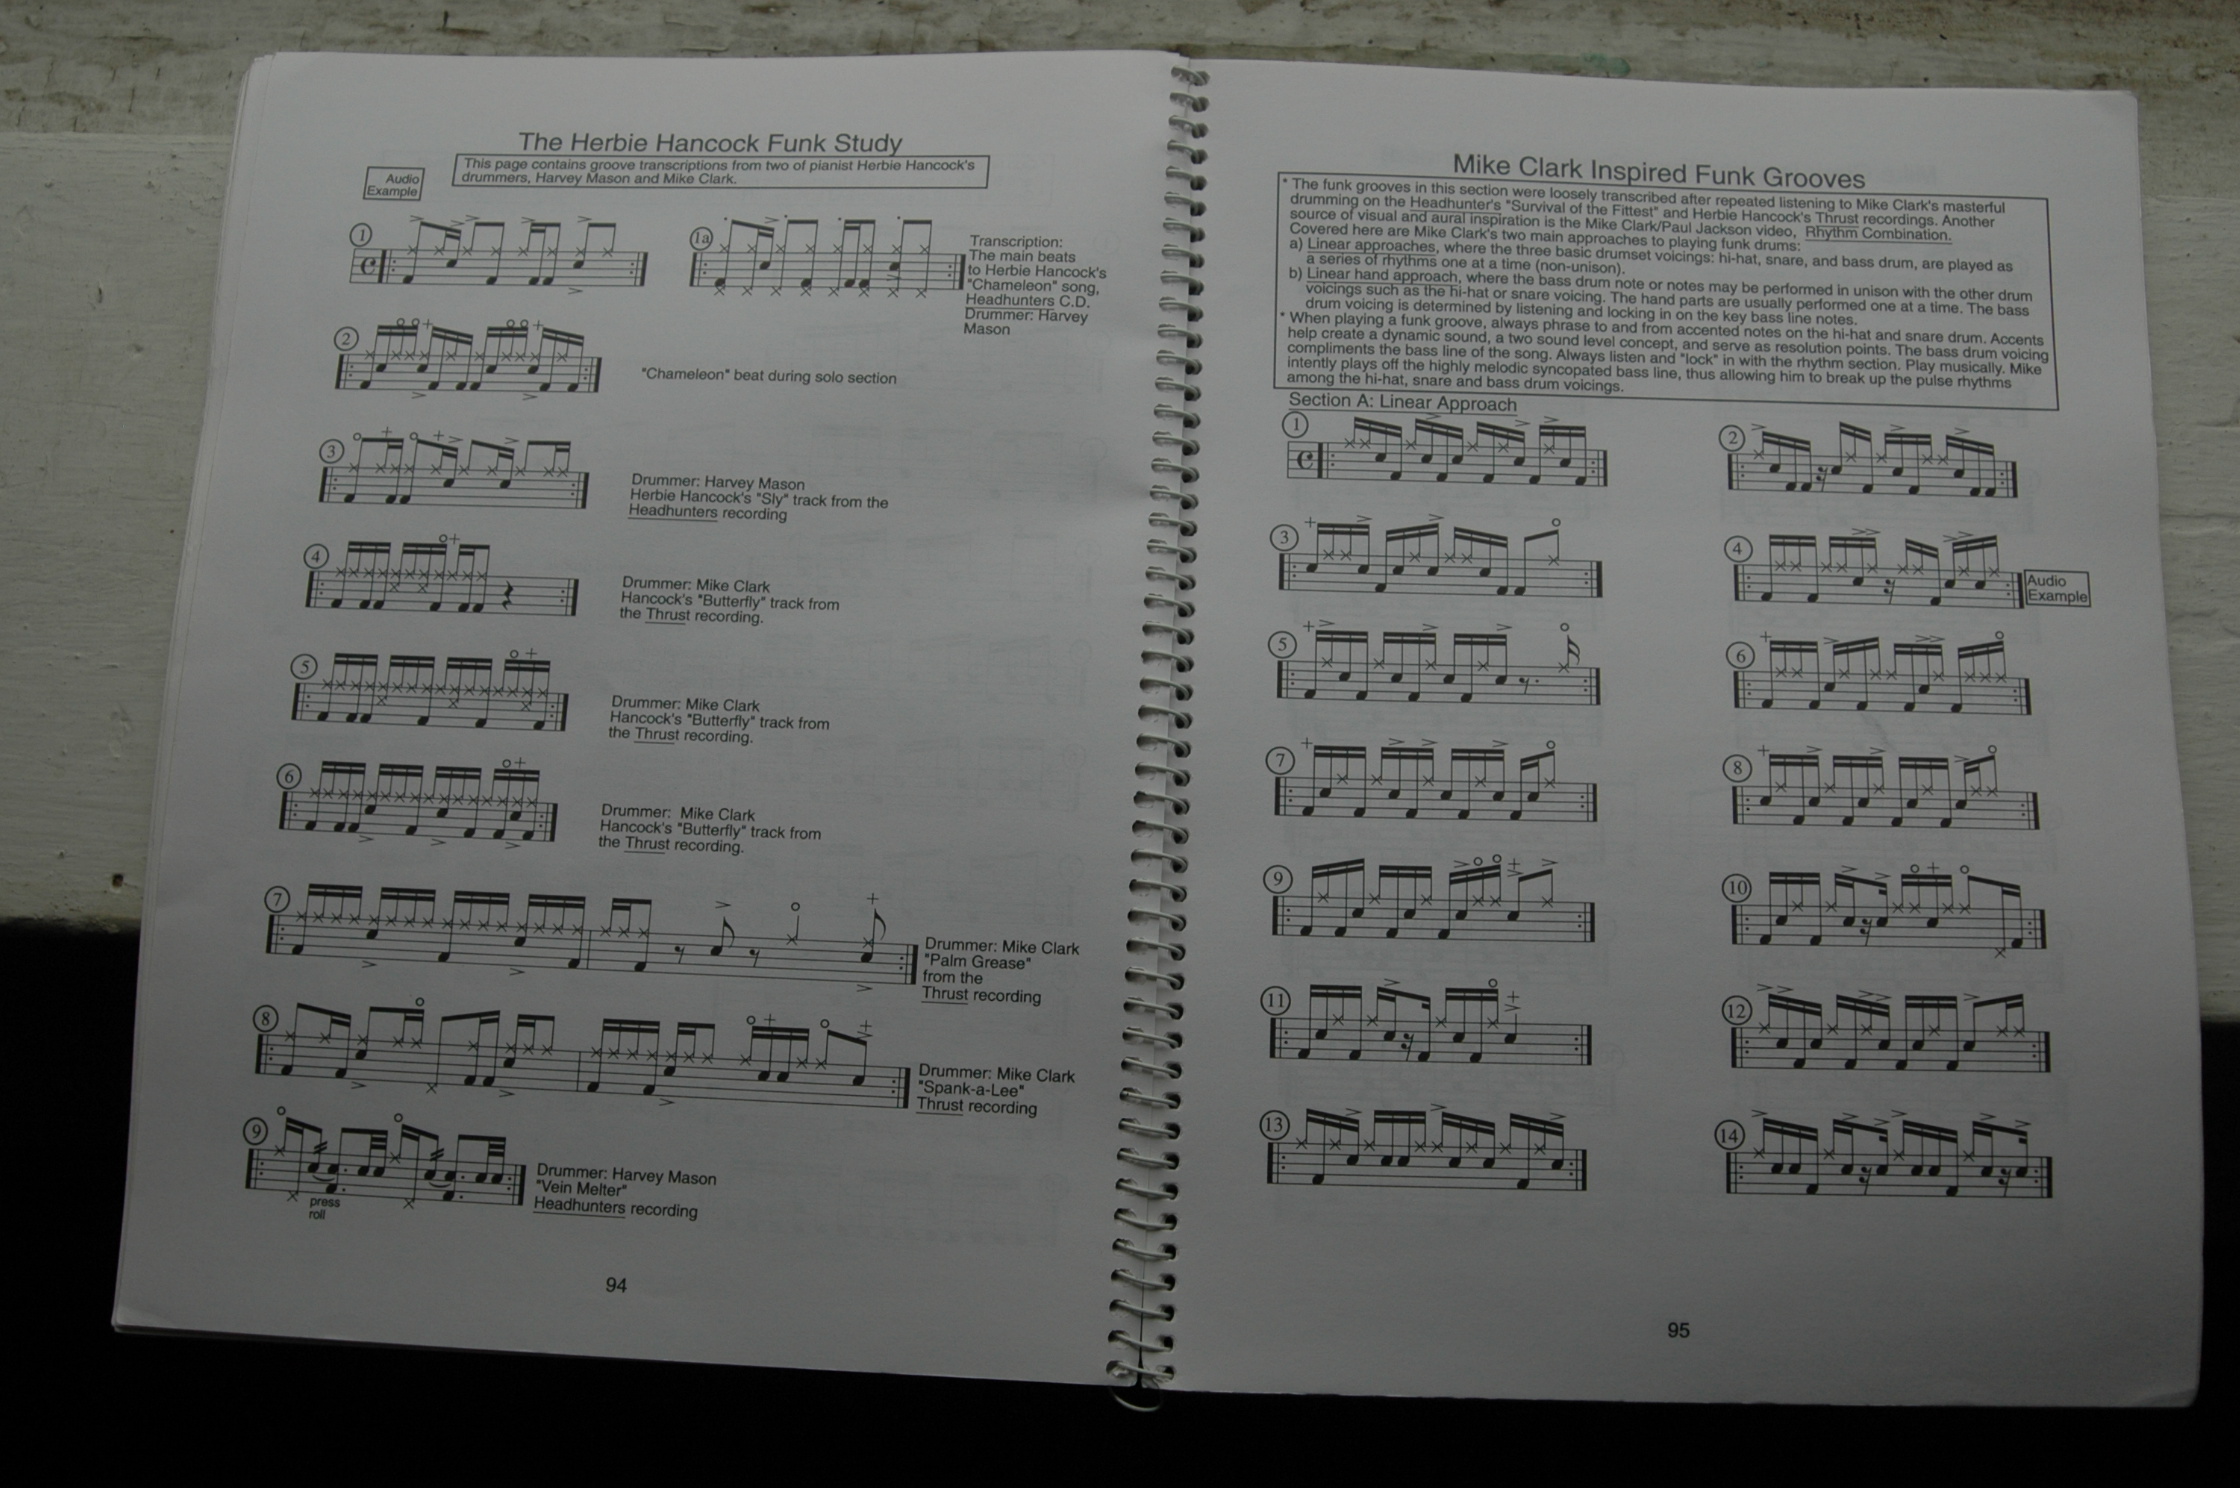 The Herbie Hancock Funk Study
This page contains groove transcriptions from two of pianist Herbie Hancock's
drummers, Harvey Mason and Mike Clark.
Audio
Example
1
1a
Transcription:
The main beats
to Herbie Hancock's
"Chameleon" song,
Headhunters C.D.
Drummer: Harvey
Mason
2
"Chameleon" beat during solo section
3
Drummer: Harvey Mason
Herbie Hancock's "Sly" track from the
Headhunters recording
4
Drummer: Mike Clark
Hancock's "Butterfly" track from
the Thrust recording.
5
Drummer: Mike Clark
Hancock's "Butterfly" track from
the Thrust recording.
6
Drummer: Mike Clark
Hancock's "Butterfly" track from
the Thrust recording.
7
Drummer: Mike Clark
"Palm Grease"
from the
Thrust recording
8
Drummer: Mike Clark
"Spank-a-Lee"
Thrust recording
9
press
roll
Drummer: Harvey Mason
"Vein Melter"
Headhunters recording
94
Mike Clark Inspired Funk Grooves
* The funk grooves in this section were loosely transcribed after repeated listening to Mike Clark's masterful
drumming on the Headhunter's "Survival of the Fittest" and Herbie Hancock's Thrust recordings. Another
source of visual and aural inspiration is the Mike Clark/Paul Jackson video, Rhythm Combination.
Covered here are Mike Clark's two main approaches to playing funk drums:
a) Linear approaches, where the three basic drumset voicings: hi-hat, snare, and bass drum, are played as
a series of rhythms one at a time (non-unison).
b) Linear hand approach, where the bass drum note or notes may be performed in unison with the other drum
voicings such as the hi-hat or snare voicing. The hand parts are usually performed one at a time. The bass
drum voicing is determined by listening and locking in on the key bass line notes.
* When playing a funk groove, always phrase to and from accented notes on the hi-hat and snare drum. Accents
help create a dynamic sound, a two sound level concept, and serve as resolution points. The bass drum voicing
compliments the bass line of the song. Always listen and "lock" in with the rhythm section. Play musically. Mike
intently plays off the highly melodic syncopated bass line, thus allowing him to break up the pulse rhythms
among the hi-hat, snare and bass drum voicings.
Section A: Linear Approach
1
2
3
4
Audio
Example
5
6
7
8
9
10
11
12
13
14
95